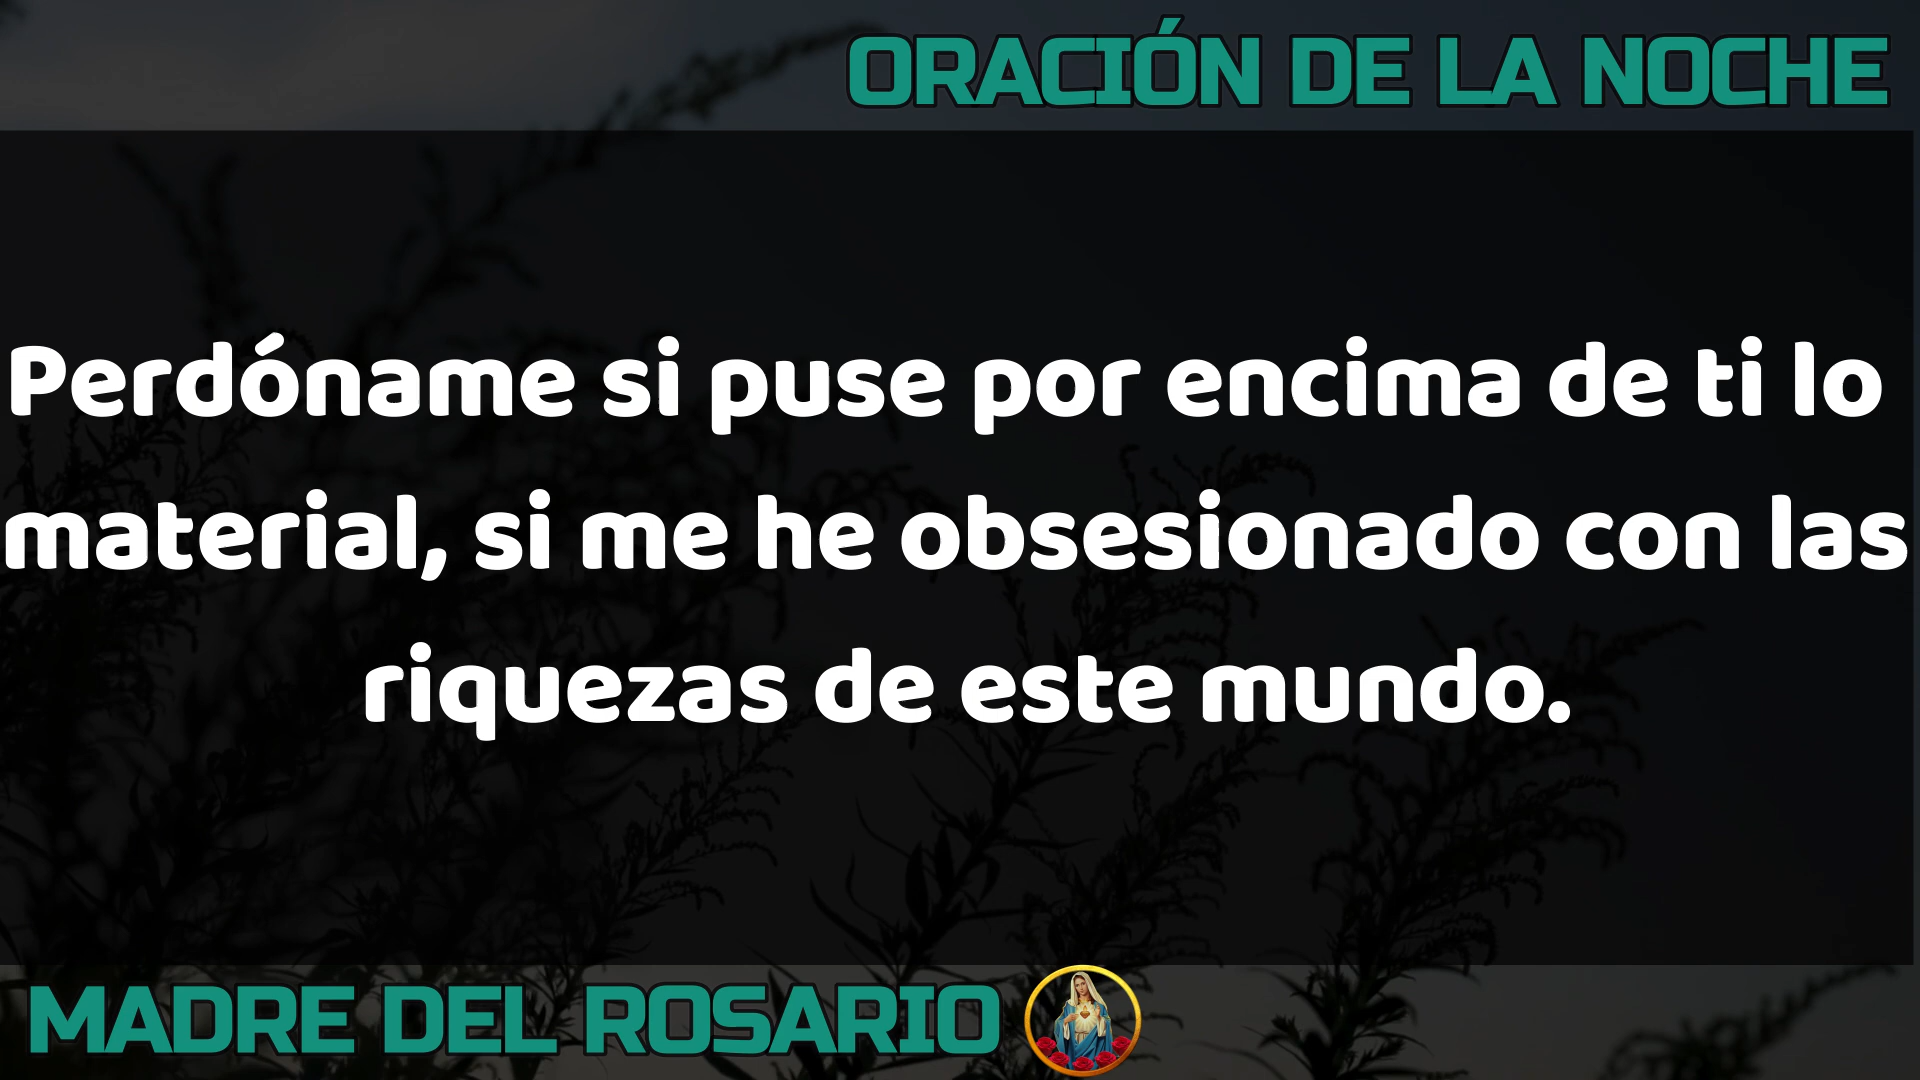 ORACIÓN DE LA NOCHE
Perdóname si puse por encima de ti lo
material, si me he obsesionado con las
riquezas de este mundo.
MADRE DEL ROSARIO